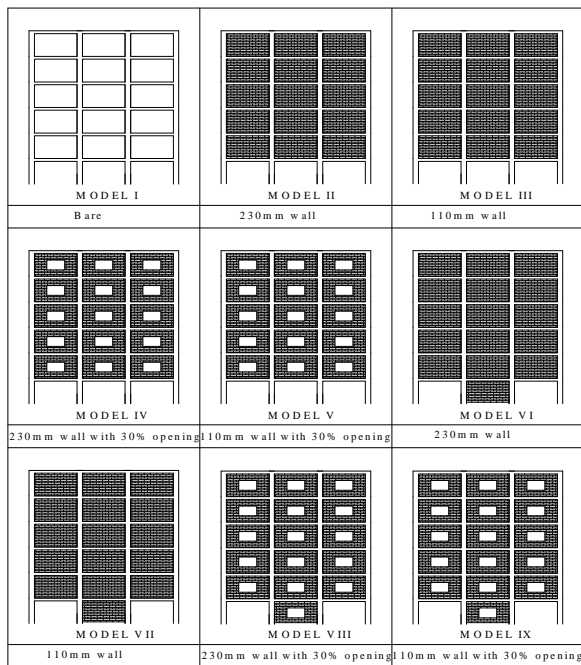 MODEL I
MODEL II
MODEL III
Bare
230mm wall
110mm wall
MODEL IV
MODEL V
MODEL VI
230mm wall with 30% opening
110mm wall with 30% opening
230mm wall
MODEL VII
MODEL VIII
MODEL IX
110mm wall
230mm wall with 30% opening
110mm wall with 30% opening